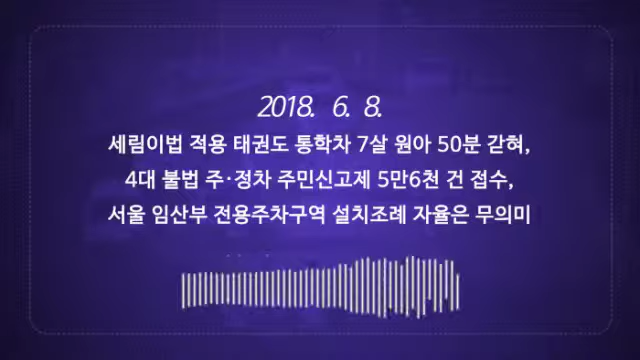 2018. 6. 8.
세림이법 적용 태권도 통학차 7살 원아 50분 갇혀,
4대 불법 주·정차 주민신고제 5만6천 건 접수,
서울 임산부 전용주차구역 설치조례 자율은 무의미